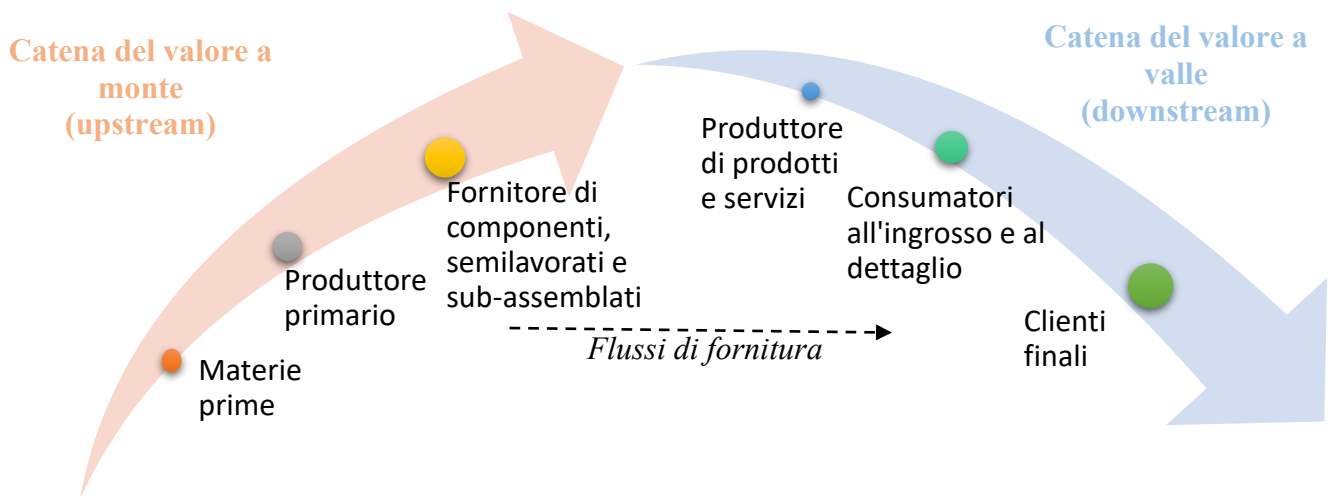 Catena del valore a
monte
(upstream)
Catena del valore a
valle
(downstream)
Materie
prime
Produttore
primario
Fornitore di
componenti,
semilavorati e
sub-assemblati
Flussi di fornitura
Produttore
di prodotti
e servizi
Consumatori
all'ingrosso e al
dettaglio
Clienti
finali